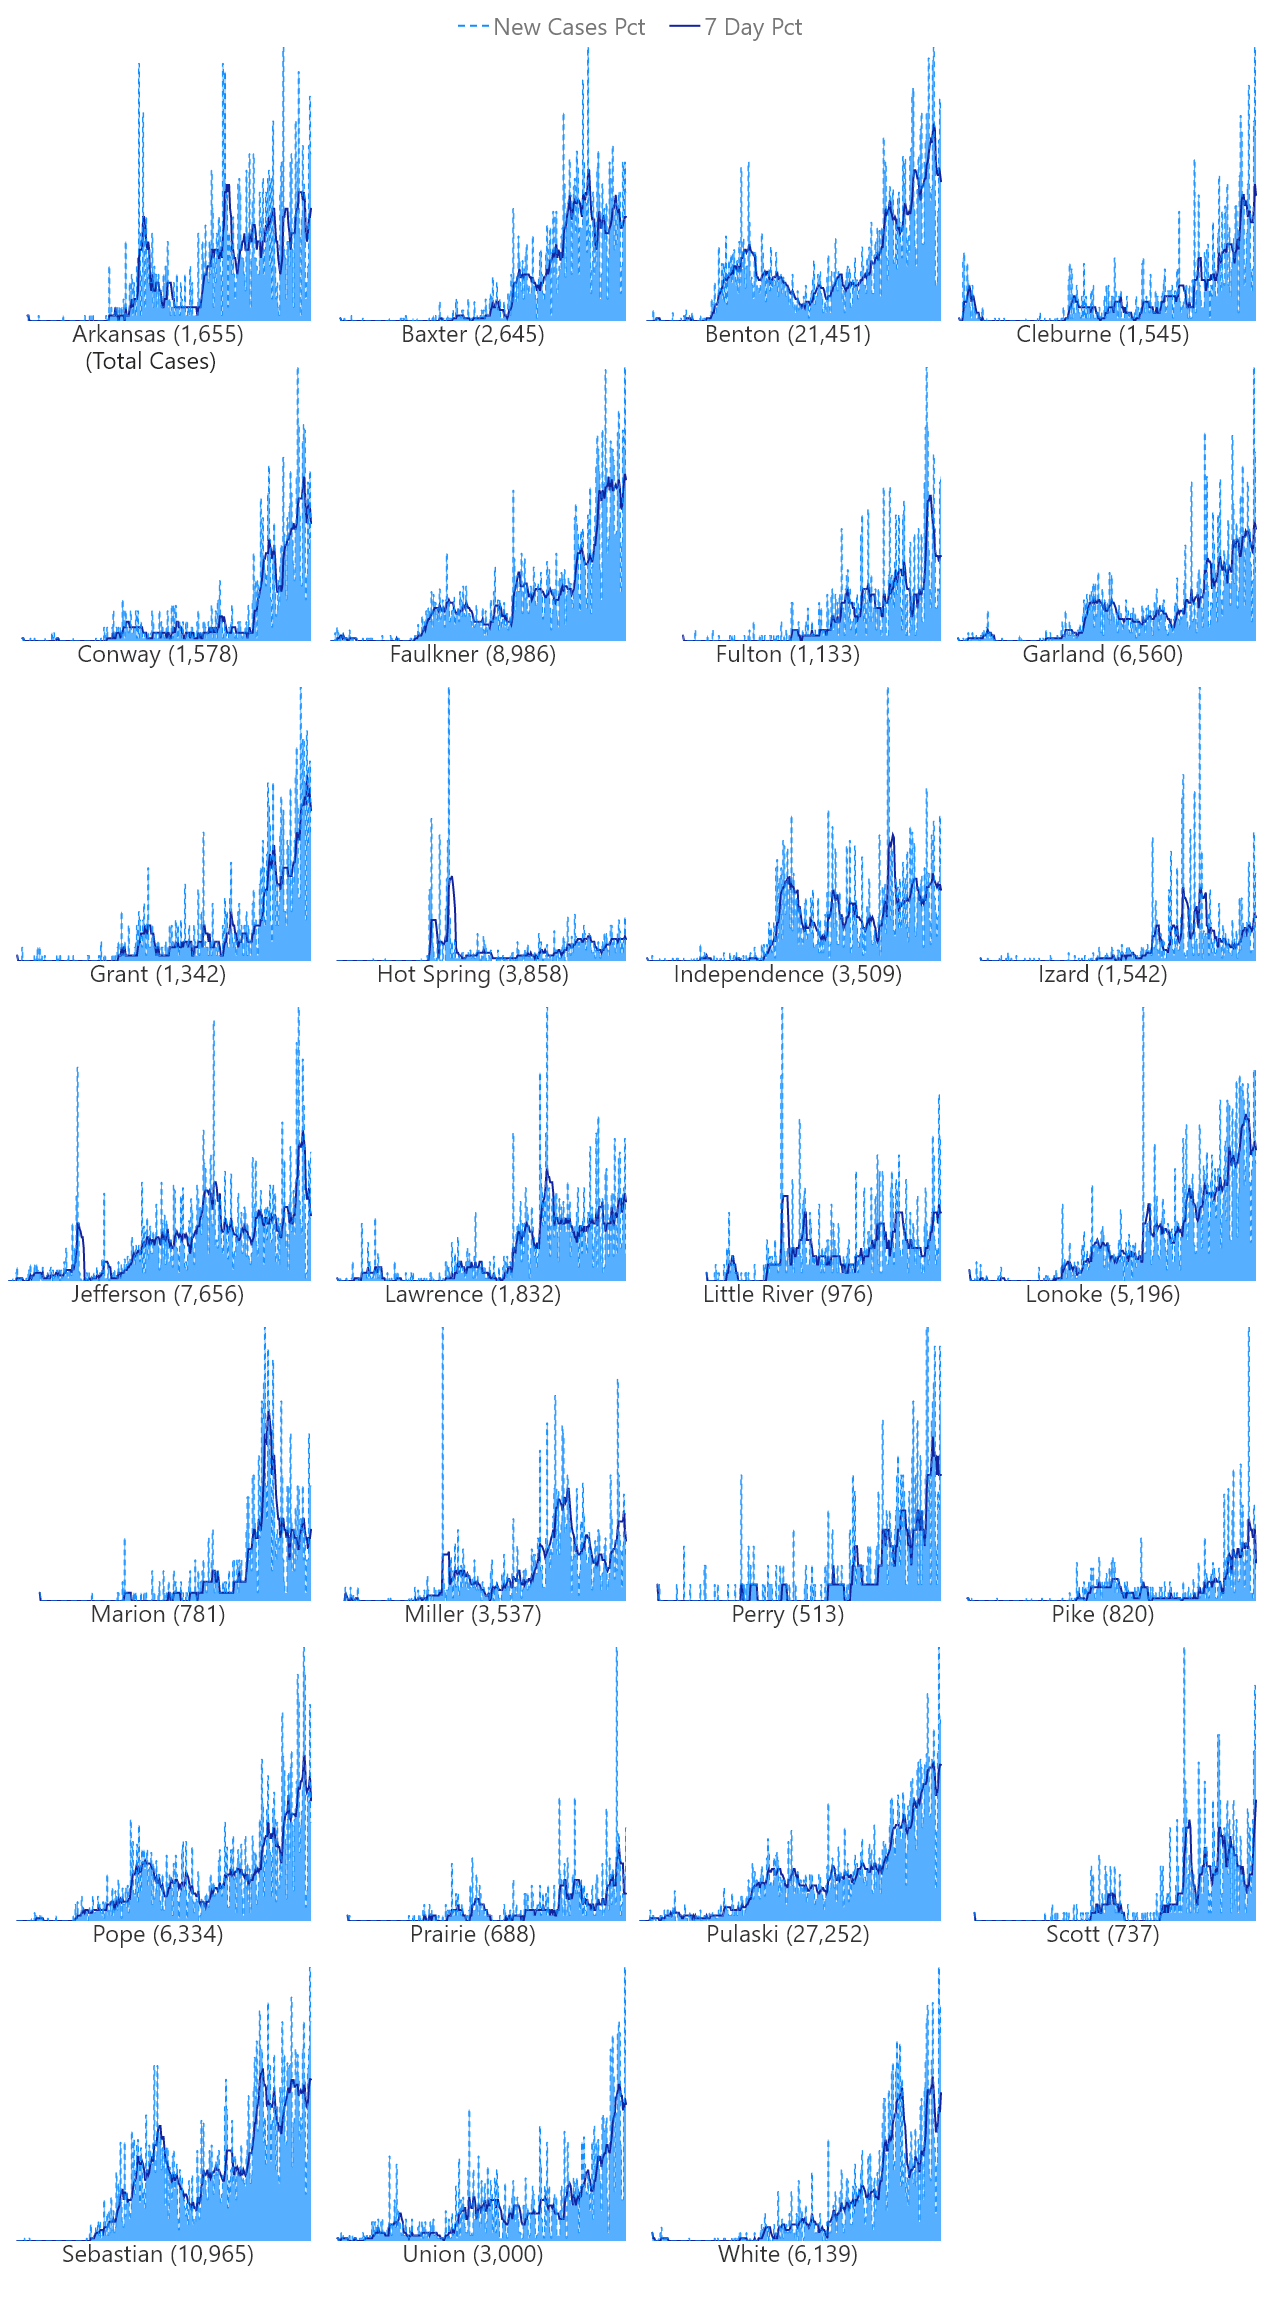 New Cases Pct 7 Day Pct
Arkansas (1,655) Baxter (2,645) Benton (21,451) Cleburne (1,545)
(Total Cases)
Conway (1,578) Faulkner (8,986) Fulton (1,133) Garland (6,560)
Grant (1,342) Hot Spring (3,858) Independence (3,509) Izard (1,542)
Jefferson (7,656) Lawrence (1,832) Little River (976) Lonoke (5,196)
Marion (781) Miller (3,537) Perry (513) Pike (820)
Pope (6,334) Prairie (688) Pulaski (27,252) Scott (737)
Sebastian (10,965) Union (3,000) White (6,139)